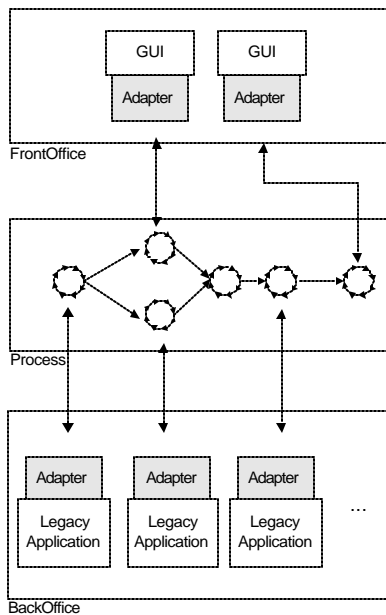 GUI
GUI
Adapter
Adapter
FrontOffice
Process
Adapter
Adapter
Adapter
Legacy
Application
Legacy
Application
Legacy
Application
...
BackOffice